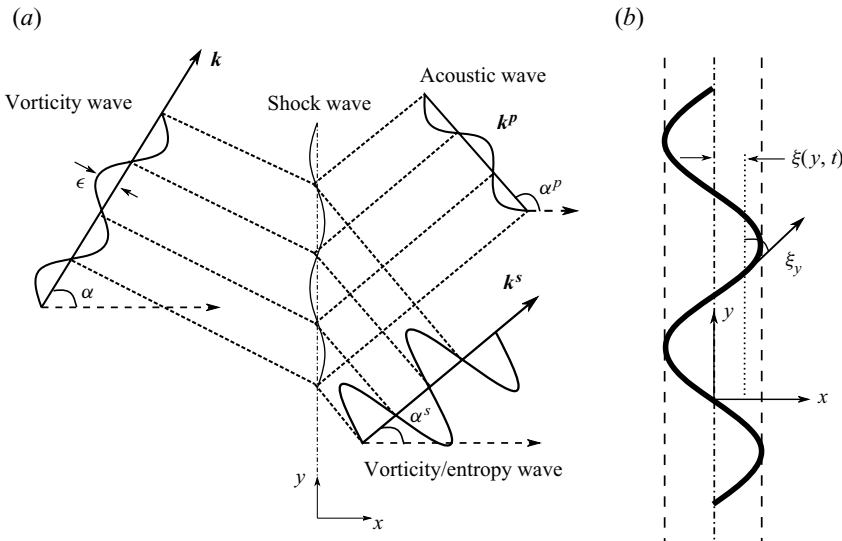 (a)
(b)
k
Vorticity wave
Shock wave
Acoustic wave
k^p
ϵ
α^p
ξ(y, t)
α
k^s
ξ_y
α^s
y
x
Vorticity/entropy wave
y
x